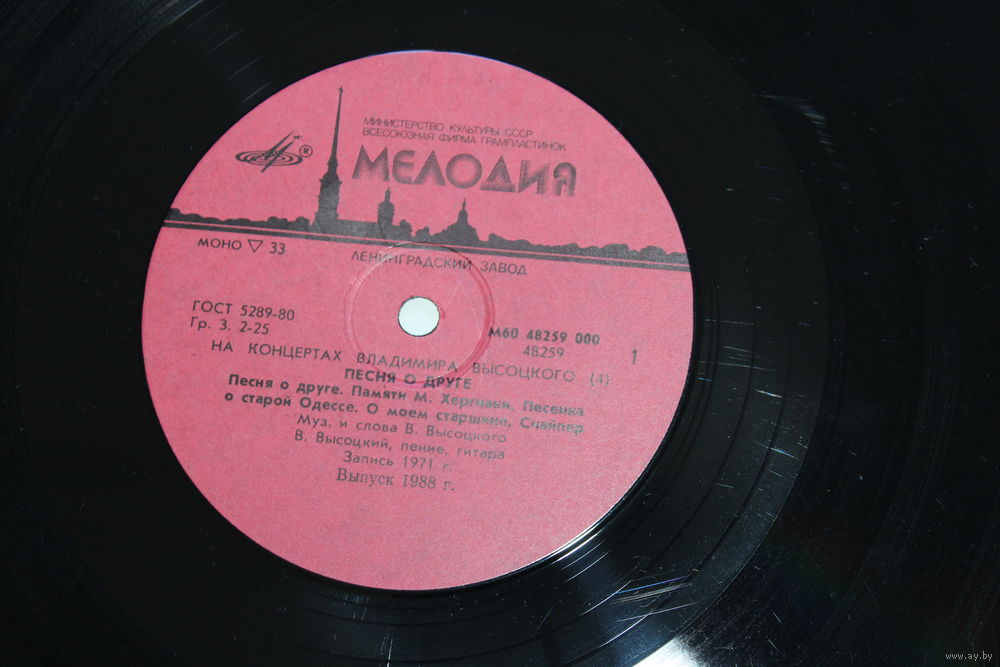 МИНИСТЕРСТВО КУЛЬТУРЫ СССР
ВСЕСОЮЗНАЯ ФИРМА ГРАМПЛАСТИНОК
®
МЕЛОДИЯ
МОНО ▽ 33
ЛЕНИНГРАДСКИЙ ЗАВОД
ГОСТ 5289-80
Гр. 3. 2-25
М60 48259 000
48259
1
НА КОНЦЕРТАХ ВЛАДИМИРА ВЫСОЦКОГО (4)
ПЕСНЯ О ДРУГЕ
Песня о друге. Памяти М. Хергиани. Песенка
о старой Одессе. О моем старшине. Снайпер
Муз. и слова В. Высоцкого
В. Высоцкий, пение, гитара
Запись 1971 г.
Выпуск 1988 г.
www.ay.by